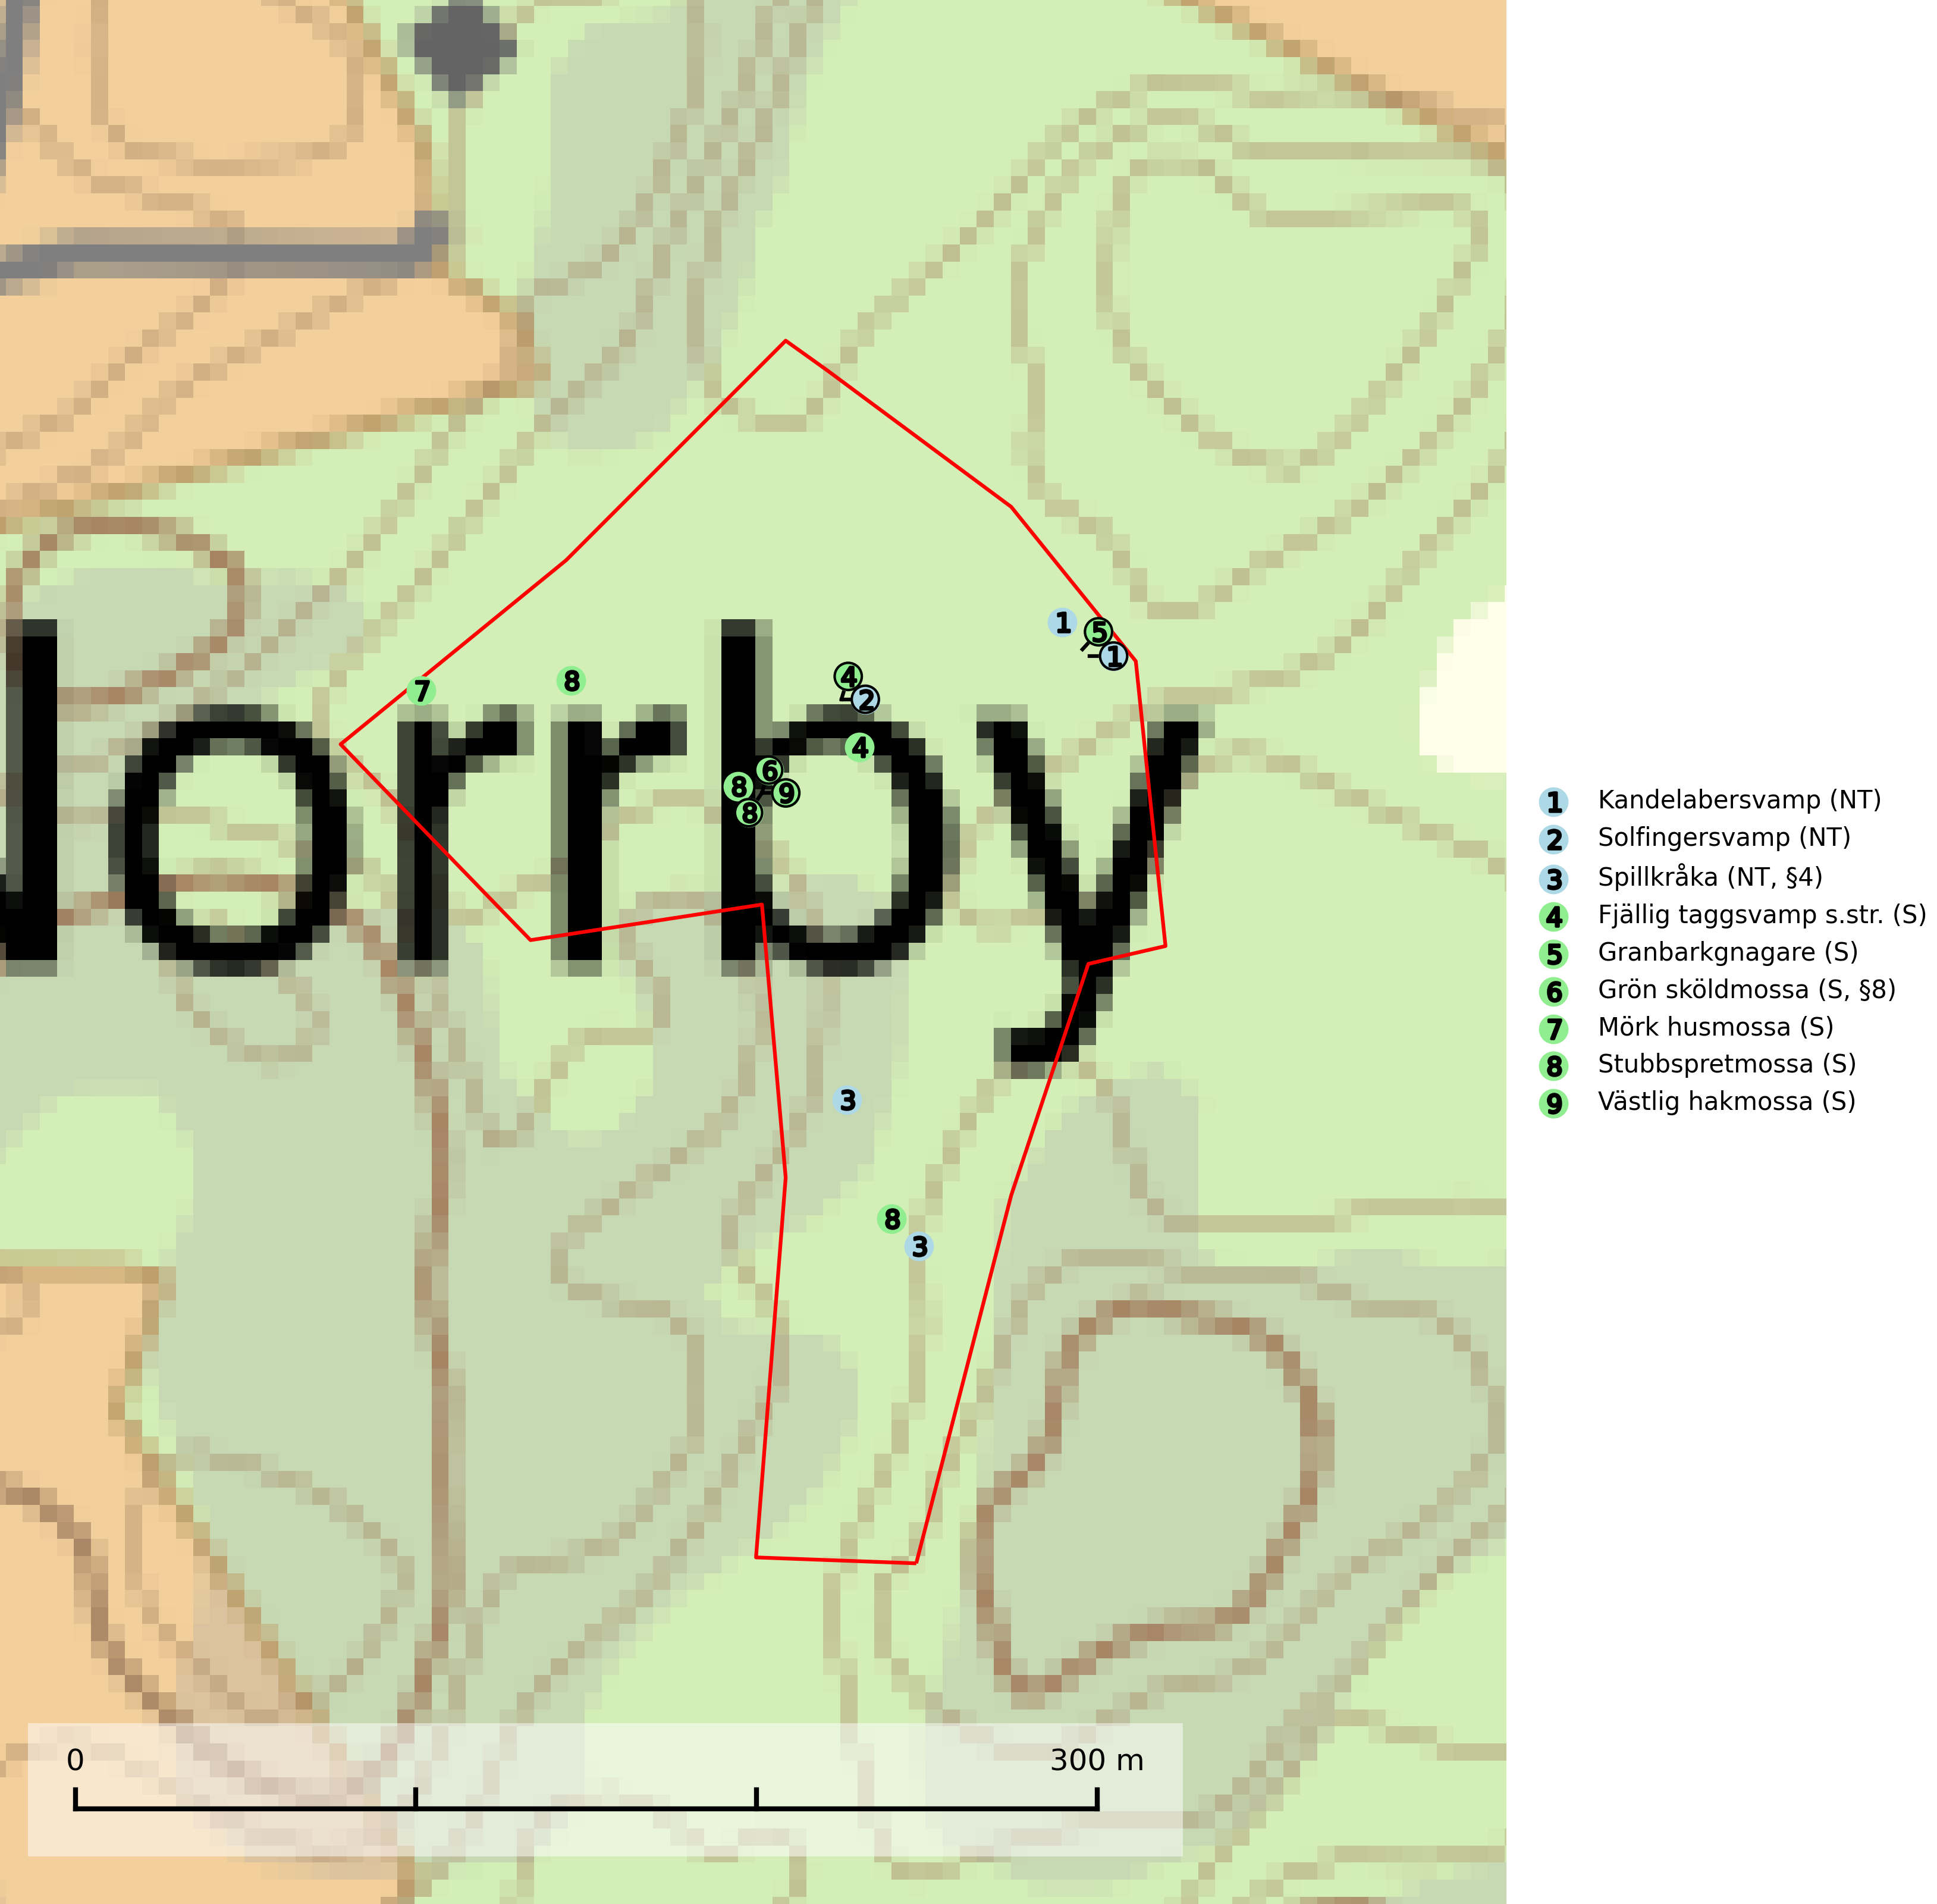 1
5
1
4
2
7
8
4
6
8
9
8
lorrby
3
8
3
0 300 m
1 Kandelabersvamp (NT)
2 Solfingersvamp (NT)
3 Spillkråka (NT, §4)
4 Fjällig taggsvamp s.str. (S)
5 Granbarkgnagare (S)
6 Grön sköldmossa (S, §8)
7 Mörk husmossa (S)
8 Stubbspretmossa (S)
9 Västlig hakmossa (S)